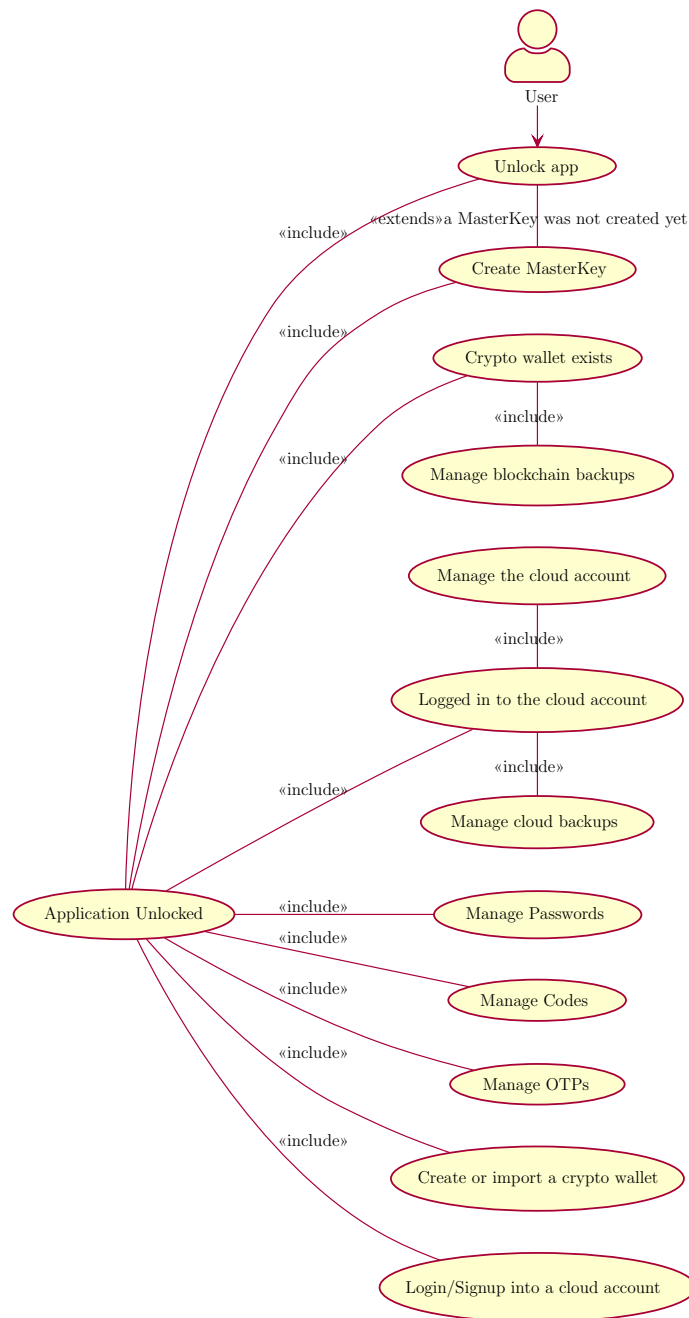 User
Unlock app
«include»
«extends»a MasterKey was not created yet
Create MasterKey
«include»
Crypto wallet exists
«include»
«include»
Manage blockchain backups
Manage the cloud account
«include»
Logged in to the cloud account
«include»
«include»
Manage cloud backups
Application Unlocked
«include»
Manage Passwords
«include»
Manage Codes
«include»
Manage OTPs
«include»
Create or import a crypto wallet
«include»
Login/Signup into a cloud account